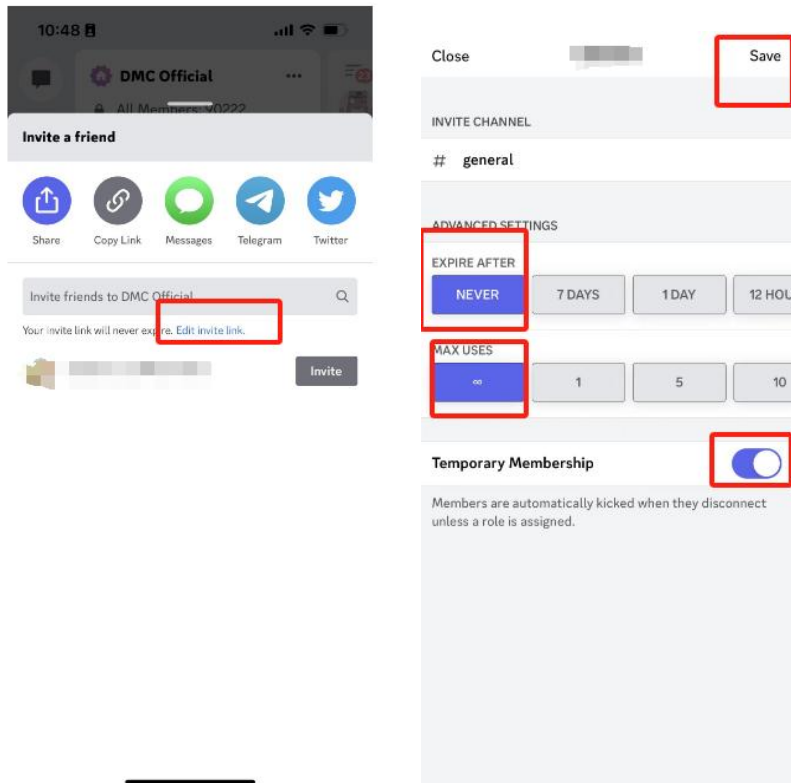 10:48
DMC Official
All Members: 90222
Invite a friend
Share
Copy Link
Messages
Telegram
Twitter
Invite friends to DMC Official
Your invite link will never expire. Edit invite link.
Invite
Close
Save
INVITE CHANNEL
# general
ADVANCED SETTINGS
EXPIRE AFTER
NEVER
7 DAYS
1 DAY
12 HOU
MAX USES
∞
1
5
10
Temporary Membership
Members are automatically kicked when they disconnect
unless a role is assigned.